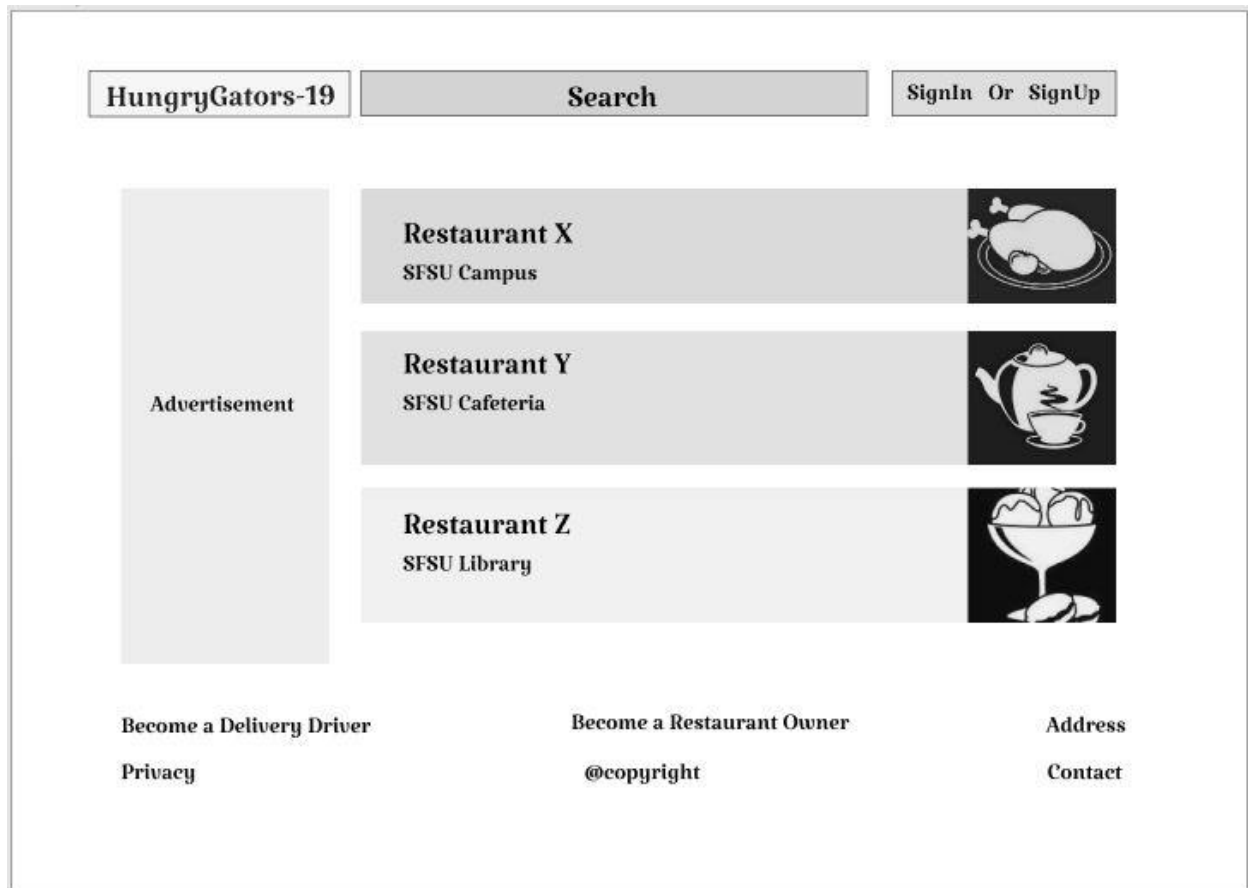 HungryGators-19
Search
SignIn Or SignUp
Advertisement
Restaurant X
SFSU Campus
Restaurant Y
SFSU Cafeteria
Restaurant Z
SFSU Library
Become a Delivery Driver
Become a Restaurant Owner
Address
Privacy
@copyright
Contact